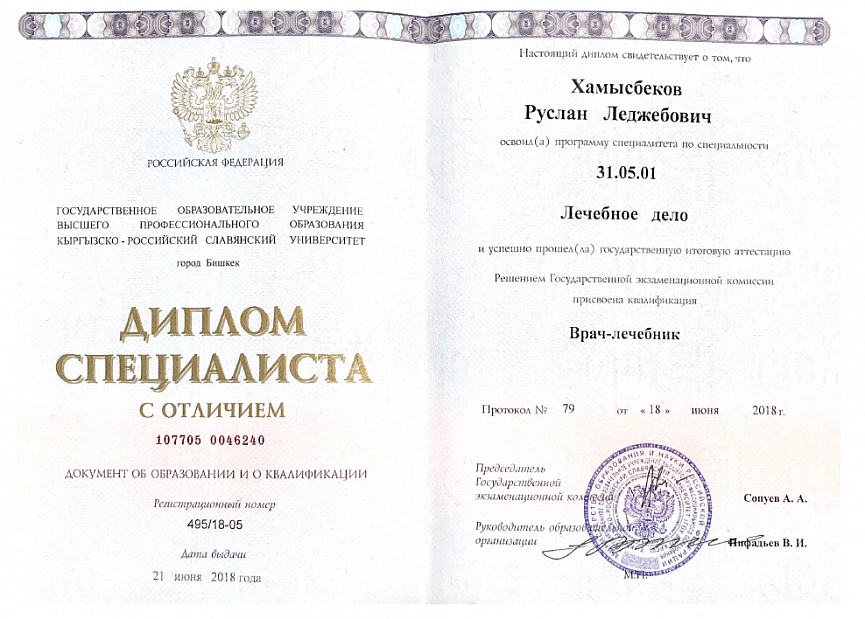 РОССИЙСКАЯ ФЕДЕРАЦИЯ
ГОСУДАРСТВЕННОЕ ОБРАЗОВАТЕЛЬНОЕ УЧРЕЖДЕНИЕ
ВЫСШЕГО ПРОФЕССИОНАЛЬНОГО ОБРАЗОВАНИЯ
КЫРГЫЗСКО-РОССИЙСКИЙ СЛАВЯНСКИЙ УНИВЕРСИТЕТ
город Бишкек
ДИПЛОМ
СПЕЦИАЛИСТА
С ОТЛИЧИЕМ
107705 0046240
ДОКУМЕНТ ОБ ОБРАЗОВАНИИ И О КВАЛИФИКАЦИИ
Регистрационный номер
495/18-05
Дата выдачи
21 июня 2018 года
Настоящий диплом свидетельствует о том, что
Хамысбеков
Руслан Леджебович
освоил(а) программу специалитета по специальности
31.05.01
Лечебное дело
и успешно прошел(ла) государственную итоговую аттестацию
Решением Государственной экзаменационной комиссии
присвоена квалификация
Врач-лечебник
Протокол № 79 от «18» июня 2018 г.
Председатель
Государственной
экзаменационной комиссии
Сопуев А. А.
Руководитель образовательной
организации
Нифадьев В. И.
М.П.